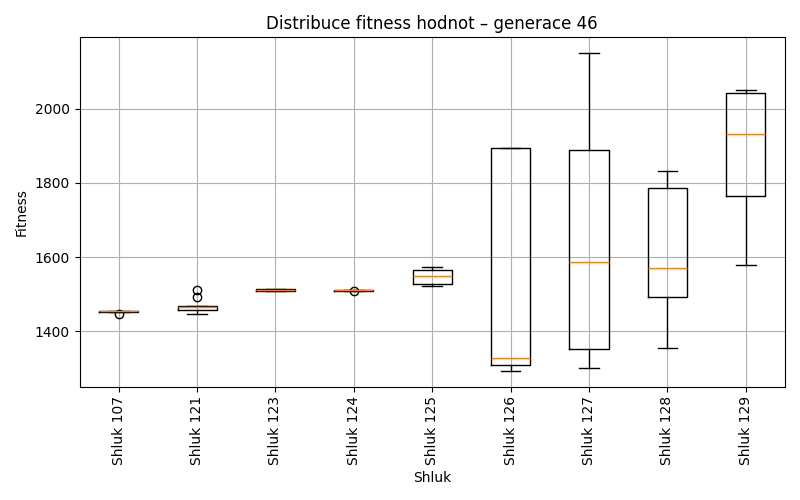 Distribuce fitness hodnot – generace 46
Fitness
2000
1800
1600
1400
Shluk 107
Shluk 121
Shluk 123
Shluk 124
Shluk 125
Shluk 126
Shluk 127
Shluk 128
Shluk 129
Shluk